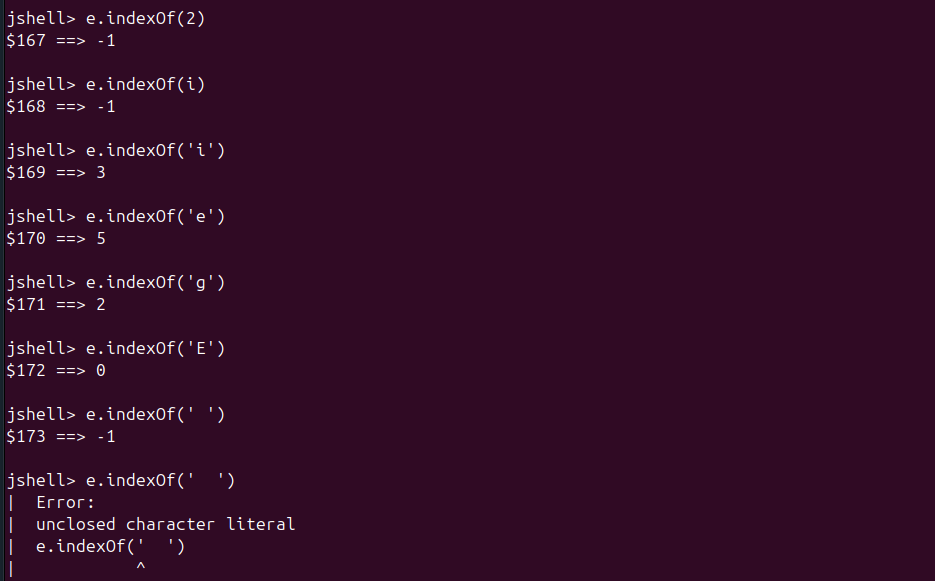 jshell> e.indexOf(2)
$167 ==> -1
jshell> e.indexOf(i)
$168 ==> -1
jshell> e.indexOf('i')
$169 ==> 3
jshell> e.indexOf('e')
$170 ==> 5
jshell> e.indexOf('g')
$171 ==> 2
jshell> e.indexOf('E')
$172 ==> 0
jshell> e.indexOf(' ')
$173 ==> -1
jshell> e.indexOf('  ')
|  Error:
|  unclosed character literal
|  e.indexOf('  ')
|            ^